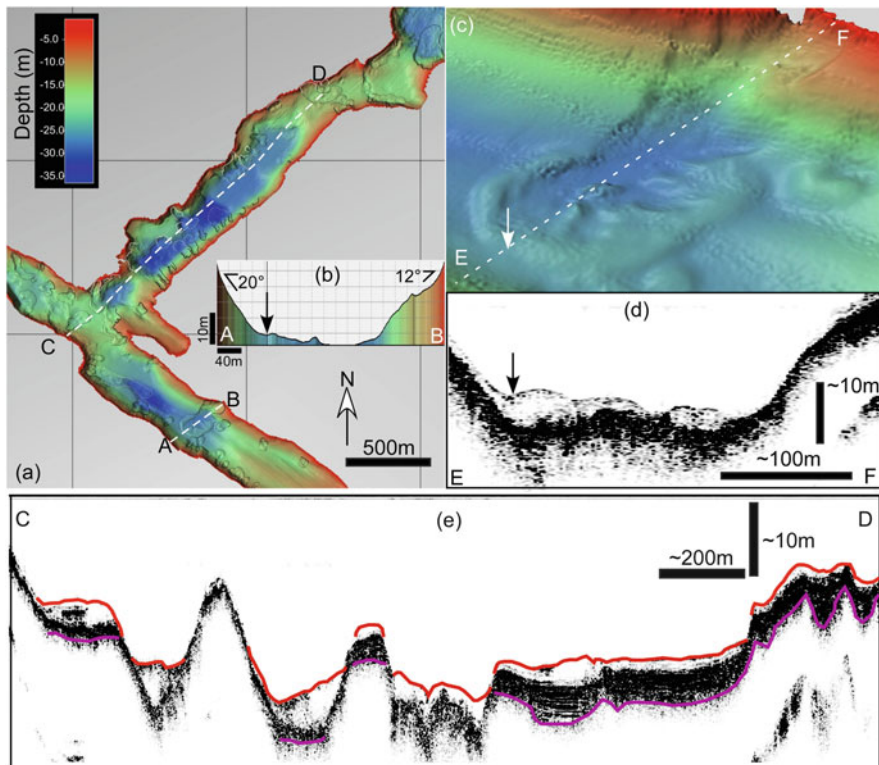 (a)
Depth (m)
-5.0
-10.0
-15.0
-20.0
-25.0
-30.0
-35.0
D
C
B
A
N
500m
(b)
20°
12°
A
B
10m
40m
(c)
F
E
(d)
~10m
~100m
E
F
C
(e)
D
~200m
~10m